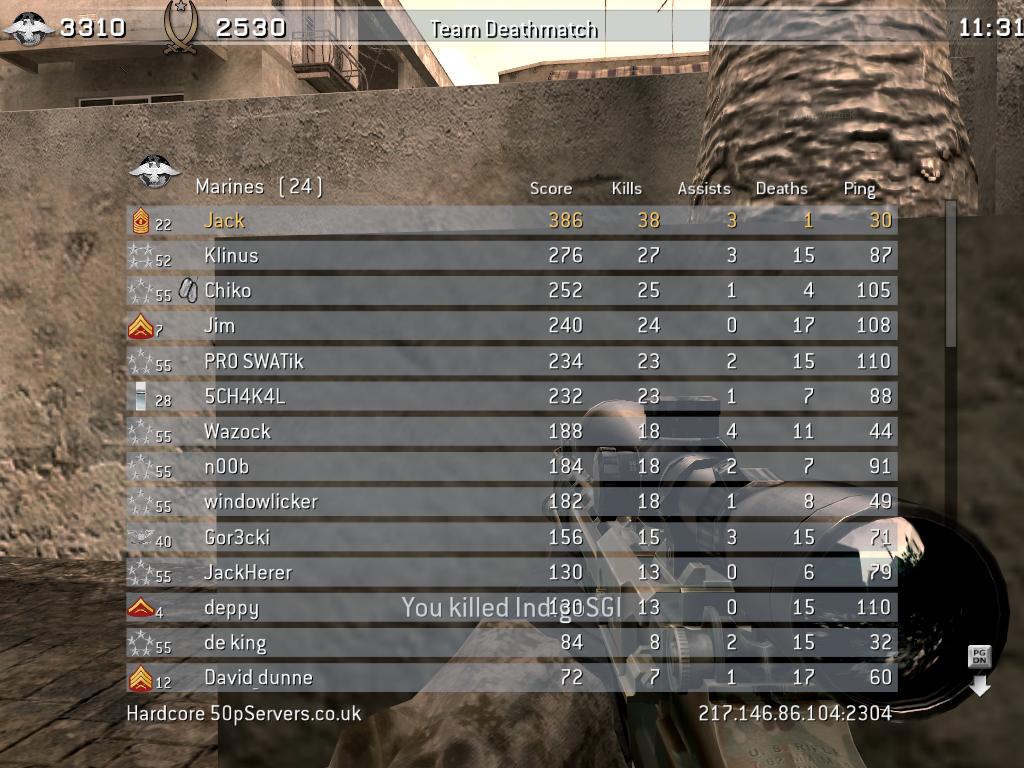 3310 2530 Team Deathmatch 11:31
Marines (24) Score Kills Assists Deaths Ping
22 Jack 386 38 3 1 30
52 Klinus 276 27 3 15 87
55 Chiko 252 25 1 4 105
7 Jim 240 24 0 17 108
55 PRO SWATik 234 23 2 15 110
28 5CH4K4L 232 23 1 7 88
55 Wazock 188 18 4 11 44
55 n00b 184 18 2 7 91
55 windowlicker 182 18 1 8 49
40 Gor3cki 156 15 3 15 71
55 JackHerer 130 13 0 6 79
4 deppy 130 13 0 15 110
You killed IndigoSGI
55 de king 84 8 2 15 32
PG DN
12 David_dunne 72 7 1 17 60
Hardcore 50pServers.co.uk 217.146.86.104:2304